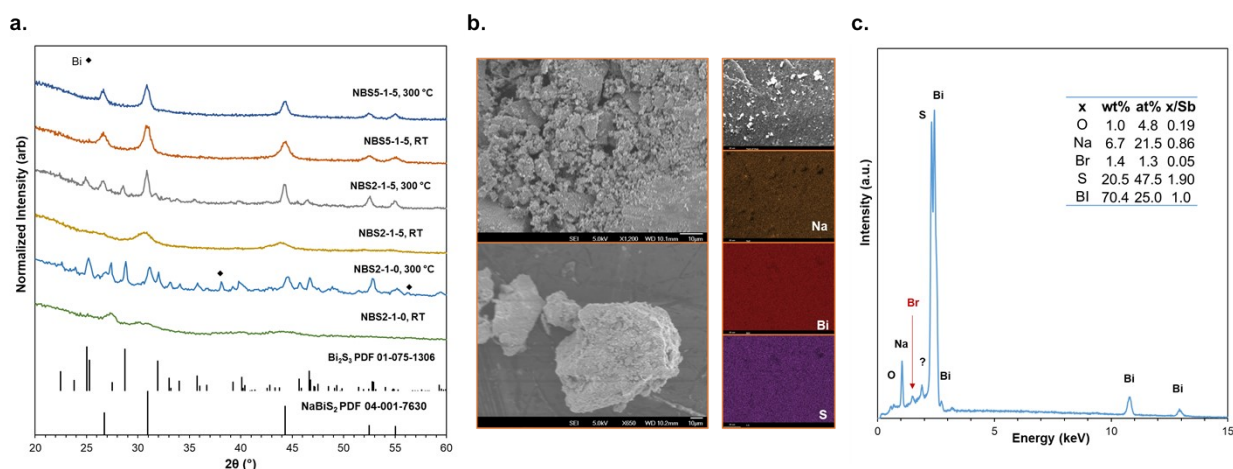 a.
Bi ◆
NBS5-1-5, 300 °C
NBS5-1-5, RT
NBS2-1-5, 300 °C
NBS2-1-5, RT
NBS2-1-0, 300 °C
NBS2-1-0, RT
Bi₂S₃ PDF 01-075-1306
NaBiS₂ PDF 04-001-7630
Normalized Intensity (arb)
20 25 30 35 40 45 50 55 60
2θ (°)
b.
SEI 5.0kV X1,200 WD 10.1mm 10µm
SEI 5.0kV X650 WD 10.2mm 10µm
Na
Bi
S
c.
Intensity (a.u.)
Bi
S
Br
Na
?
O
Bi
Bi
Bi
x wt% at% x/Sb
O 1.0 4.8 0.19
Na 6.7 21.5 0.86
Br 1.4 1.3 0.05
S 20.5 47.5 1.90
BI 70.4 25.0 1.0
0 5 10 15
Energy (keV)